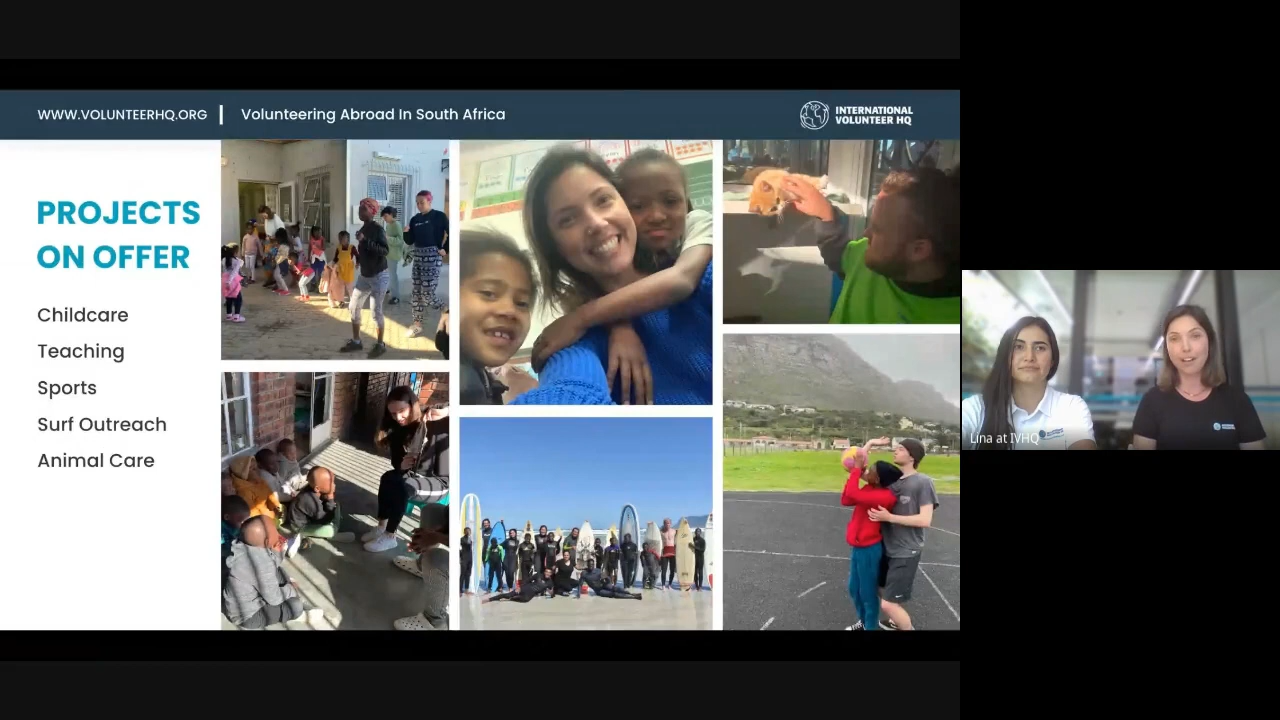 WWW.VOLUNTEERHQ.ORG | Volunteering Abroad In South Africa
INTERNATIONAL
VOLUNTEER HQ
PROJECTS
ON OFFER
Childcare
Teaching
Sports
Surf Outreach
Animal Care
Lina at IVHQ